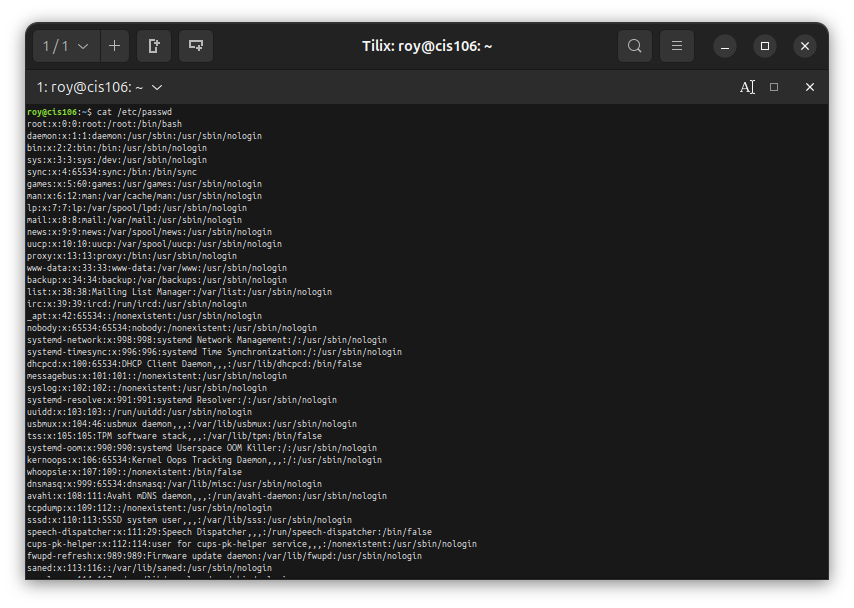 1 / 1
Tilix: roy@cis106: ~
1: roy@cis106: ~
roy@cis106:~$ cat /etc/passwd
root:x:0:0:root:/root:/bin/bash
daemon:x:1:1:daemon:/usr/sbin:/usr/sbin/nologin
bin:x:2:2:bin:/bin:/usr/sbin/nologin
sys:x:3:3:sys:/dev:/usr/sbin/nologin
sync:x:4:65534:sync:/bin:/bin/sync
games:x:5:60:games:/usr/games:/usr/sbin/nologin
man:x:6:12:man:/var/cache/man:/usr/sbin/nologin
lp:x:7:7:lp:/var/spool/lpd:/usr/sbin/nologin
mail:x:8:8:mail:/var/mail:/usr/sbin/nologin
news:x:9:9:news:/var/spool/news:/usr/sbin/nologin
uucp:x:10:10:uucp:/var/spool/uucp:/usr/sbin/nologin
proxy:x:13:13:proxy:/bin:/usr/sbin/nologin
www-data:x:33:33:www-data:/var/www:/usr/sbin/nologin
backup:x:34:34:backup:/var/backups:/usr/sbin/nologin
list:x:38:38:Mailing List Manager:/var/list:/usr/sbin/nologin
irc:x:39:39:ircd:/run/ircd:/usr/sbin/nologin
_apt:x:42:65534::/nonexistent:/usr/sbin/nologin
nobody:x:65534:65534:nobody:/nonexistent:/usr/sbin/nologin
systemd-network:x:998:998:systemd Network Management:/:/usr/sbin/nologin
systemd-timesync:x:996:996:systemd Time Synchronization:/:/usr/sbin/nologin
dhcpcd:x:100:65534:DHCP Client Daemon,,,:/usr/lib/dhcpcd:/bin/false
messagebus:x:101:101::/nonexistent:/usr/sbin/nologin
syslog:x:102:102::/nonexistent:/usr/sbin/nologin
systemd-resolve:x:991:991:systemd Resolver:/:/usr/sbin/nologin
uuidd:x:103:103::/run/uuidd:/usr/sbin/nologin
usbmux:x:104:46:usbmux daemon,,,:/var/lib/usbmux:/usr/sbin/nologin
tss:x:105:105:TPM software stack,,,:/var/lib/tpm:/bin/false
systemd-oom:x:990:990:systemd Userspace OOM Killer:/:/usr/sbin/nologin
kernoops:x:106:65534:Kernel Oops Tracking Daemon,,,:/:/usr/sbin/nologin
whoopsie:x:107:109::/nonexistent:/bin/false
dnsmasq:x:999:65534:dnsmasq:/var/lib/misc:/usr/sbin/nologin
avahi:x:108:111:Avahi mDNS daemon,,,:/run/avahi-daemon:/usr/sbin/nologin
tcpdump:x:109:112::/nonexistent:/usr/sbin/nologin
sssd:x:110:113:SSSD system user,,,:/var/lib/sss:/usr/sbin/nologin
speech-dispatcher:x:111:29:Speech Dispatcher,,,:/run/speech-dispatcher:/bin/false
cups-pk-helper:x:112:114:user for cups-pk-helper service,,,:/nonexistent:/usr/sbin/nologin
fwupd-refresh:x:989:989:Firmware update daemon:/var/lib/fwupd:/usr/sbin/nologin
saned:x:113:116::/var/lib/saned:/usr/sbin/nologin